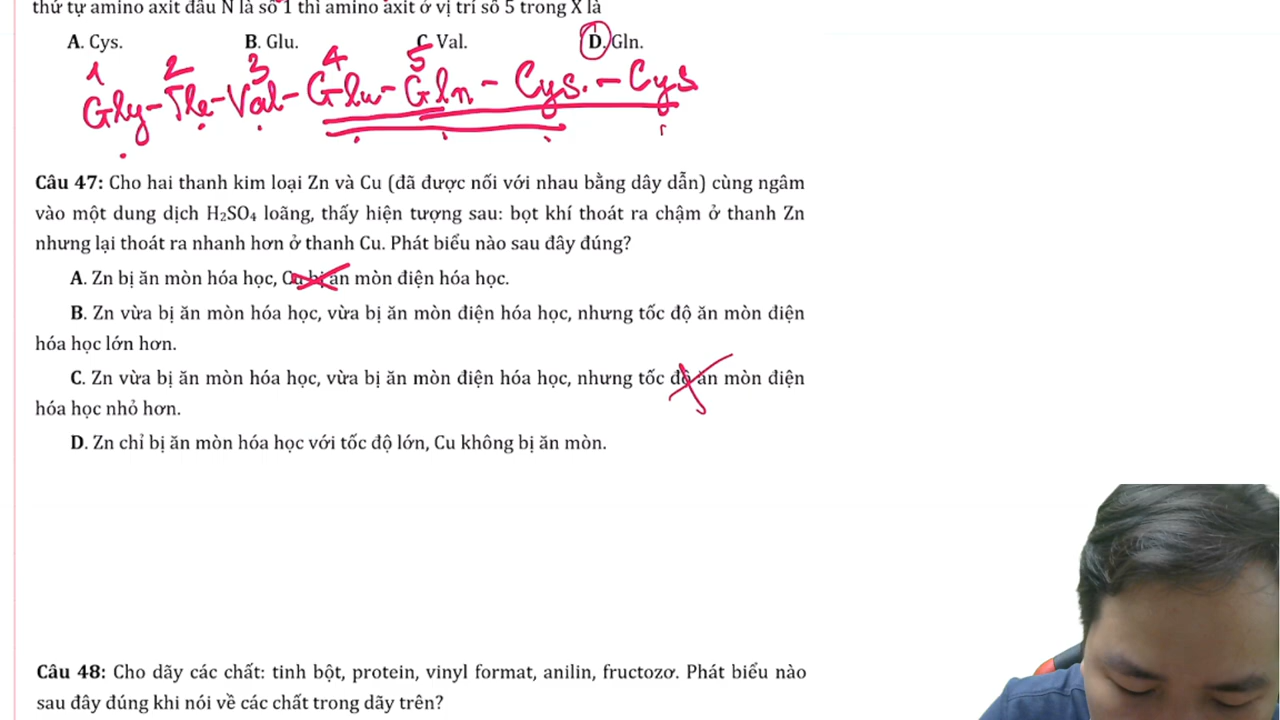 thứ tự amino axit đầu N là số 1 thì amino axit ở vị trí số 5 trong X là
A. Cys. B. Glu. C. Val. D. Gln.
1 2 3 4 5
Gly-Ile-Val-Glu-Gln-Cys.-Cys
Câu 47: Cho hai thanh kim loại Zn và Cu (đã được nối với nhau bằng dây dẫn) cùng ngâm
vào một dung dịch H₂SO₄ loãng, thấy hiện tượng sau: bọt khí thoát ra chậm ở thanh Zn
nhưng lại thoát ra nhanh hơn ở thanh Cu. Phát biểu nào sau đây đúng?
A. Zn bị ăn mòn hóa học, Cu bị ăn mòn điện hóa học.
B. Zn vừa bị ăn mòn hóa học, vừa bị ăn mòn điện hóa học, nhưng tốc độ ăn mòn điện
hóa học lớn hơn.
C. Zn vừa bị ăn mòn hóa học, vừa bị ăn mòn điện hóa học, nhưng tốc độ ăn mòn điện
hóa học nhỏ hơn.
D. Zn chỉ bị ăn mòn hóa học với tốc độ lớn, Cu không bị ăn mòn.
Câu 48: Cho dãy các chất: tinh bột, protein, vinyl format, anilin, fructozơ. Phát biểu nào
sau đây đúng khi nói về các chất trong dãy trên?